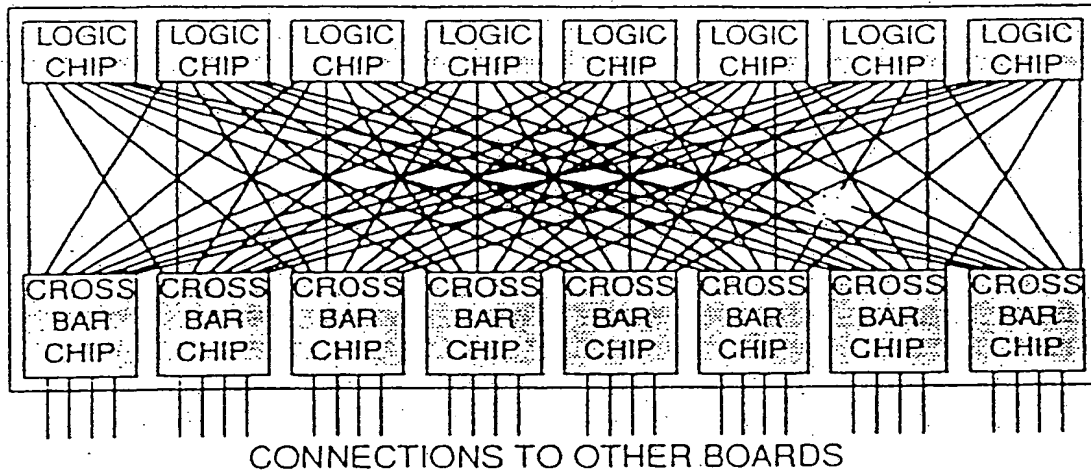 LOGIC LOGIC LOGIC LOGIC LOGIC LOGIC LOGIC LOGIC
CHIP CHIP CHIP CHIP CHIP CHIP CHIP CHIP
CROSS CROSS CROSS CROSS CROSS CROSS CROSS CROSS
BAR BAR BAR BAR BAR BAR BAR BAR
CHIP CHIP CHIP CHIP CHIP CHIP CHIP CHIP
CONNECTIONS TO OTHER BOARDS